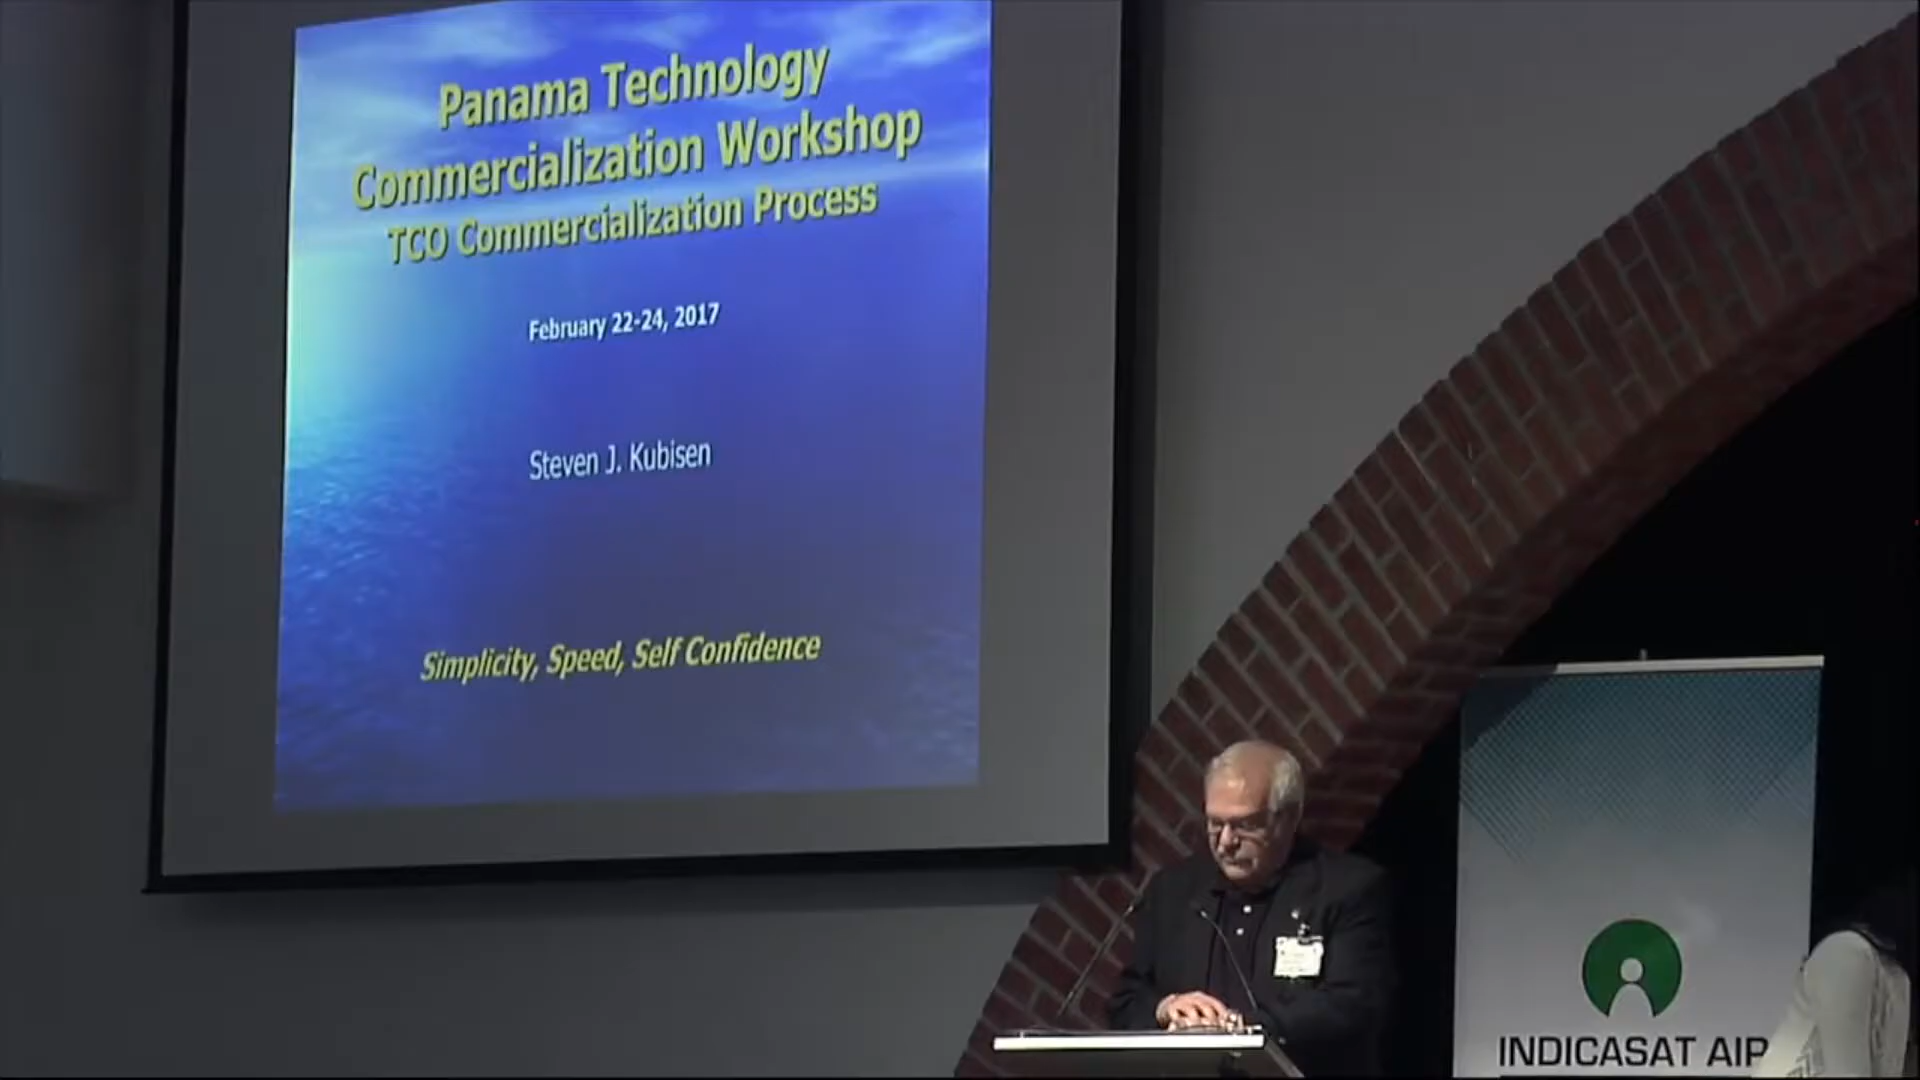 Panama Technology
Commercialization Workshop
TCO Commercialization Process
February 22-24, 2017
Steven J. Kubisen
Simplicity, Speed, Self Confidence
INDICASAT AIP